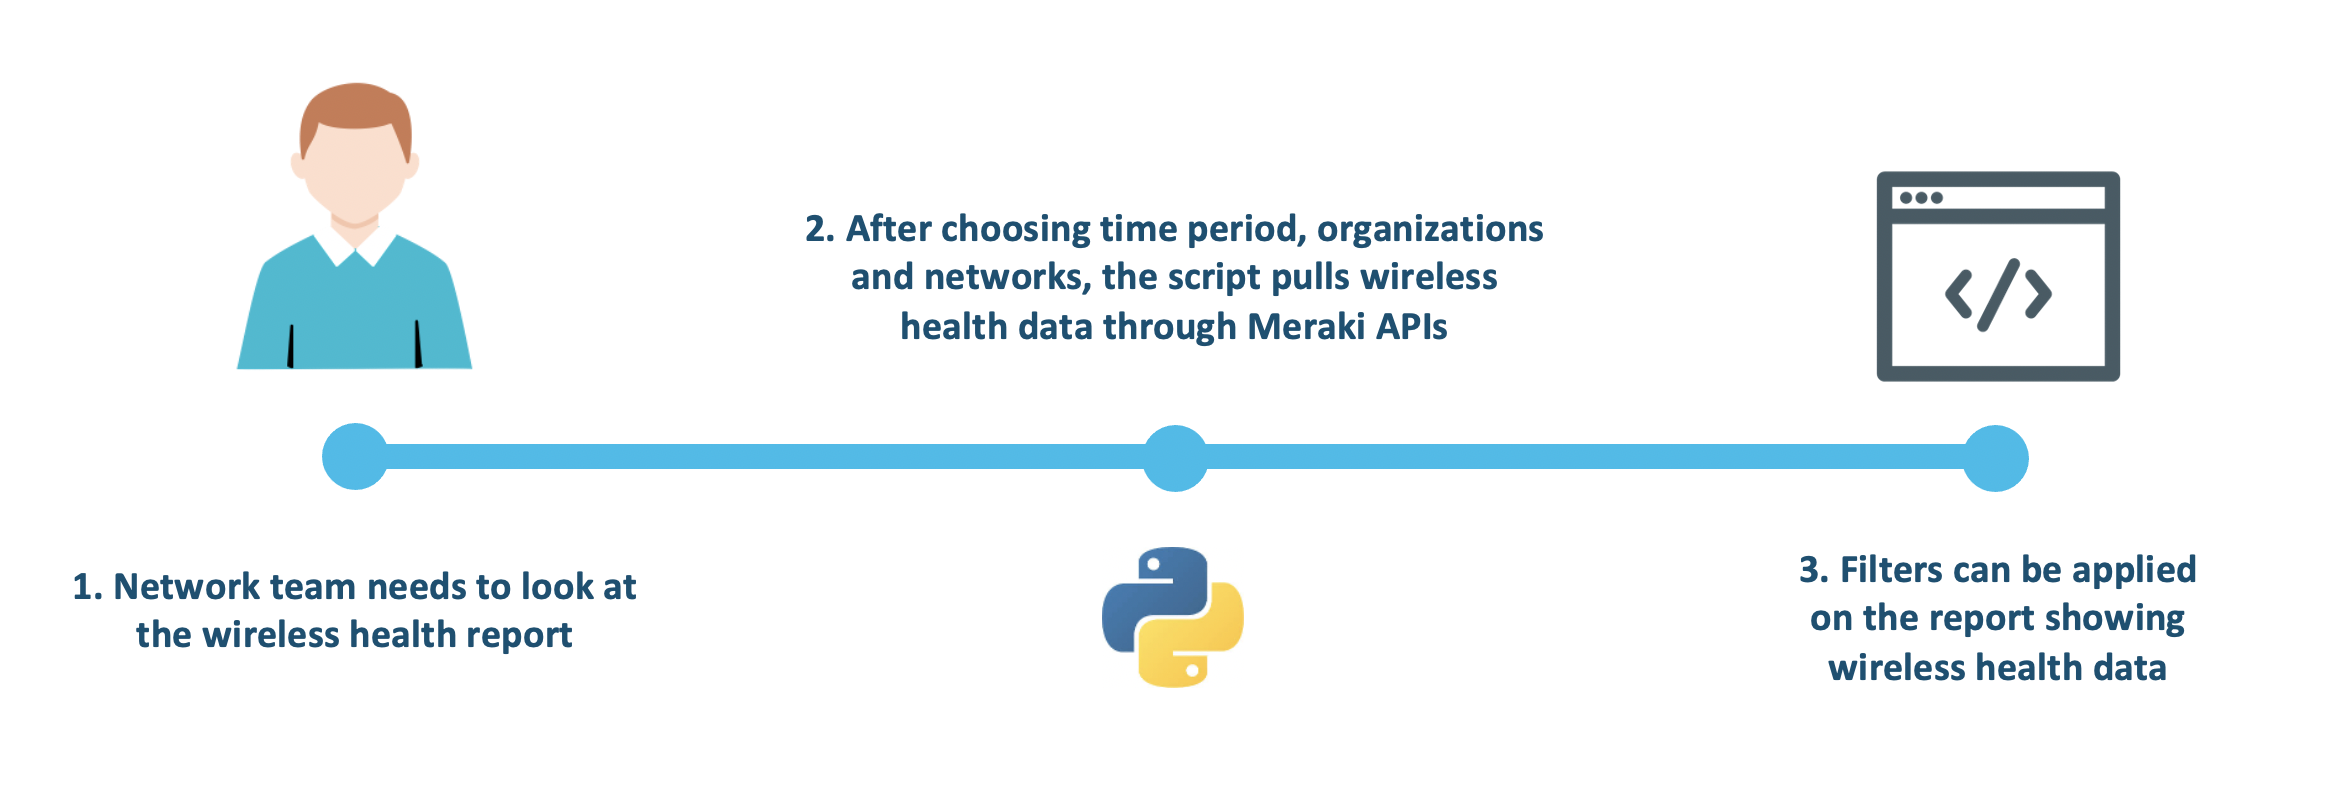 2. After choosing time period, organizations
and networks, the script pulls wireless
health data through Meraki APIs
1. Network team needs to look at
the wireless health report
3. Filters can be applied
on the report showing
wireless health data